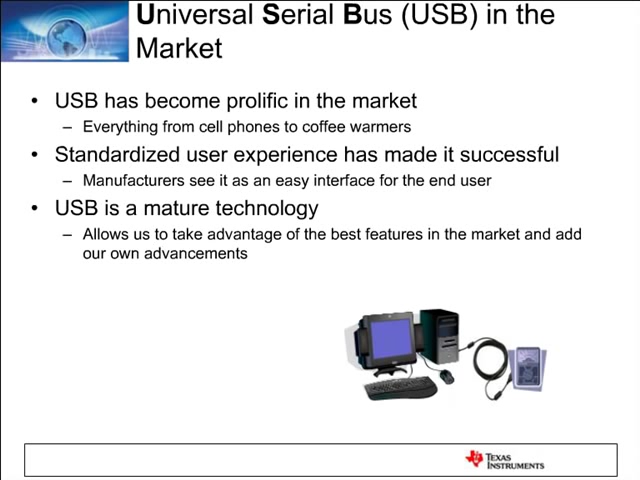 Universal Serial Bus (USB) in the
Market
• USB has become prolific in the market
– Everything from cell phones to coffee warmers
• Standardized user experience has made it successful
– Manufacturers see it as an easy interface for the end user
• USB is a mature technology
– Allows us to take advantage of the best features in the market and add
our own advancements
TEXAS
INSTRUMENTS